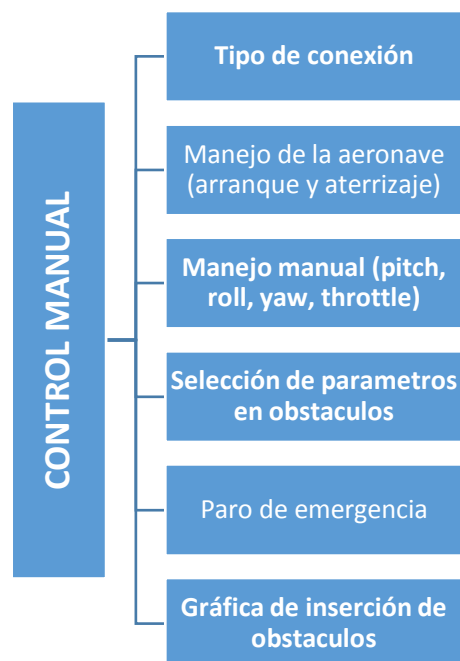 CONTROL MANUAL
Tipo de conexión
Manejo de la aeronave
(arranque y aterrizaje)
Manejo manual (pitch,
roll, yaw, throttle)
Selección de parametros
en obstaculos
Paro de emergencia
Gráfica de inserción de
obstaculos